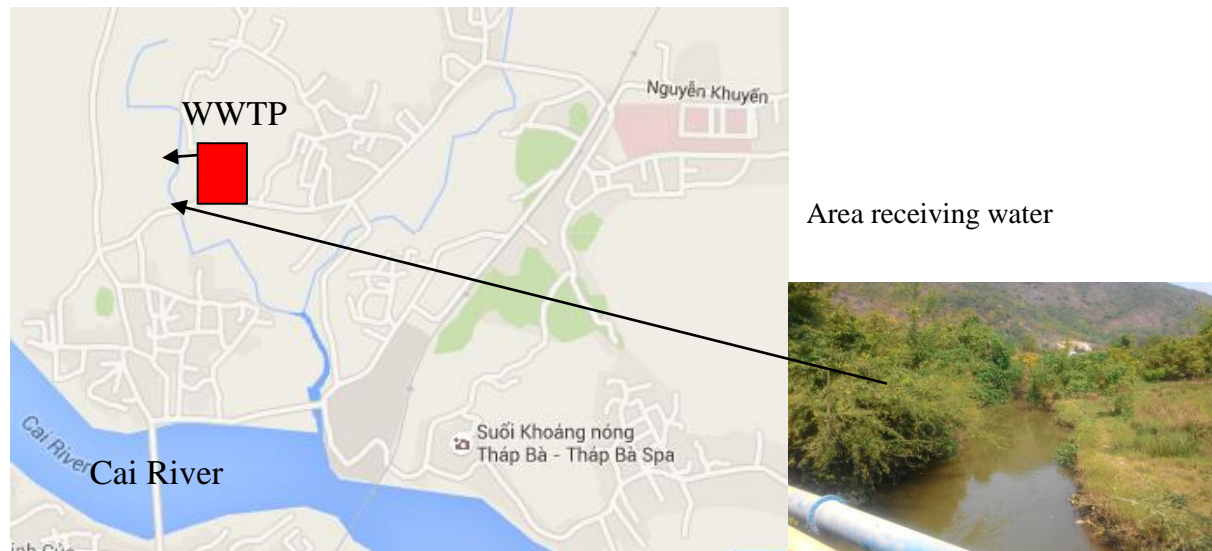 Nguyễn Khuyến
WWTP
Area receiving water
Suối Khoáng nóng
Tháp Bà - Tháp Bà Spa
Cai River
Cai River